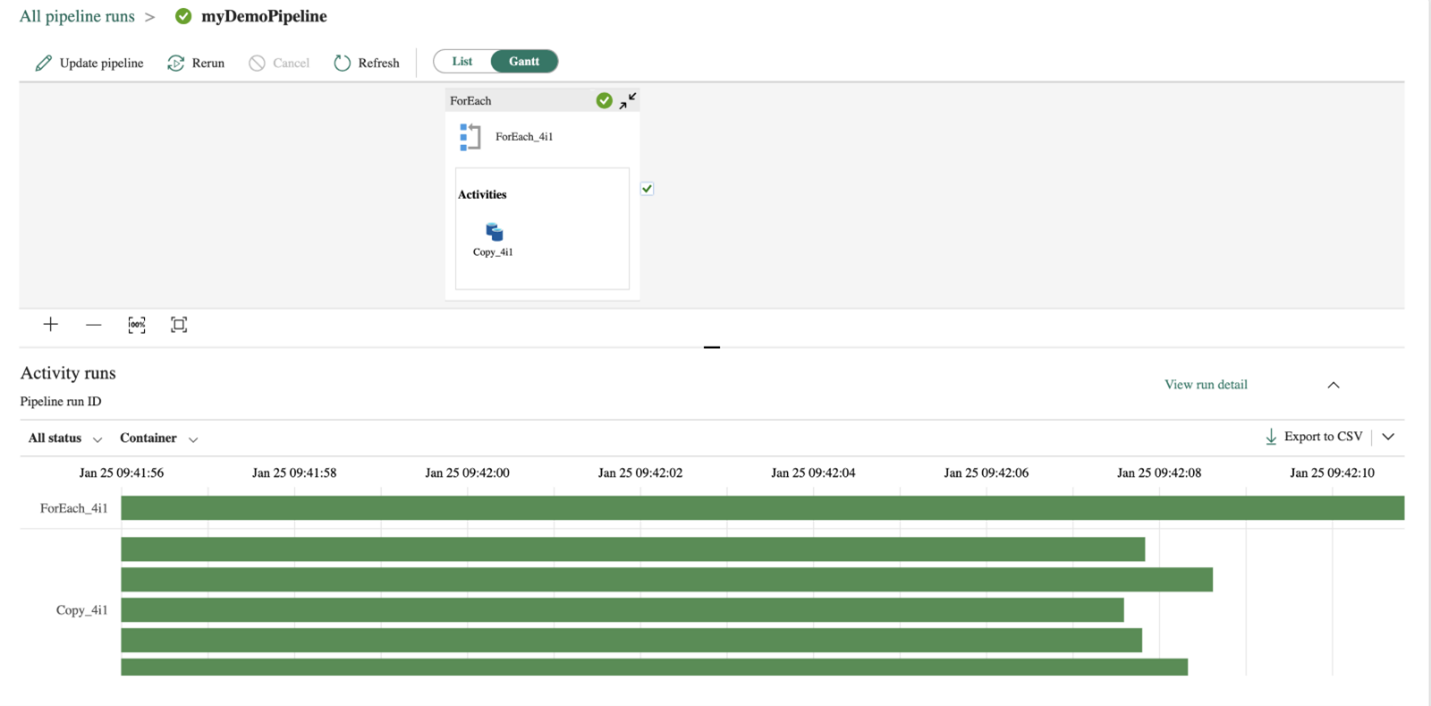 All pipeline runs > myDemoPipeline
Update pipeline Rerun Cancel Refresh List Gantt
ForEach
ForEach_4i1
Activities
Copy_4i1
100%
Activity runs
View run detail
Pipeline run ID
All status Container Export to CSV
Jan 25 09:41:56 Jan 25 09:41:58 Jan 25 09:42:00 Jan 25 09:42:02 Jan 25 09:42:04 Jan 25 09:42:06 Jan 25 09:42:08 Jan 25 09:42:10
ForEach_4i1
Copy_4i1